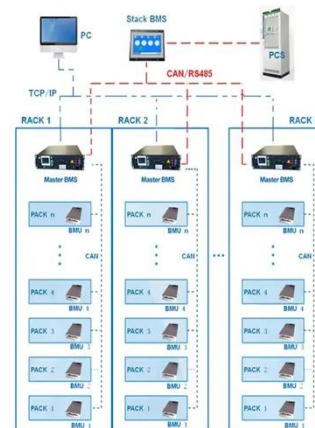 PC
Stack BMS
PCS
CAN/RS485
TCP/IP
RACK 1
RACK 2
RACK
Master BMS
Master BMS
Master BMS
PACK n
BMU n
PACK n
BMU n
PACK n
BMU n
CAN
CAN
CAN
PACK 4
BMU 4
PACK 4
BMU 4
PACK 4
BMU 4
PACK 3
BMU 3
PACK 3
BMU 3
PACK 3
BMU 3
PACK 2
BMU 2
PACK 2
BMU 2
PACK 2
BMU 2
PACK 1
BMU 1
PACK 1
BMU 1
PACK 1
BMU 1